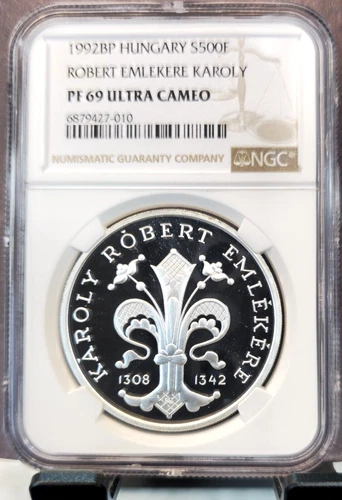 1992BP HUNGARY S500F
ROBERT EMLEKERE KAROLY
PF 69 ULTRA CAMEO
6879427-010
NUMISMATIC GUARANTY COMPANY
NGC
KÁROLY RÓBERT EMLÉKÉRE
1308 1342